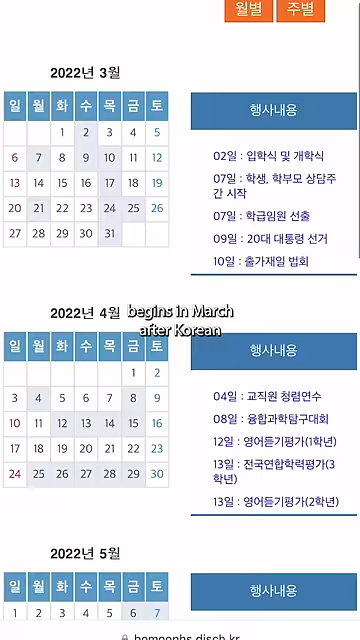 월별 주별
2022년 3월
일 월 화 수 목 금 토
1 2 3 4 5
6 7 8 9 10 11 12
13 14 15 16 17 18 19
20 21 22 23 24 25 26
27 28 29 30 31
행사내용
02일 : 입학식 및 개학식
07일 : 학생, 학부모 상담주
간 시작
07일 : 학급임원 선출
09일 : 20대 대통령 선거
10일 : 출가재일 법회
begins in March
after Korean
2022년 4월
일 월 화 수 목 금 토
1 2
3 4 5 6 7 8 9
10 11 12 13 14 15 16
17 18 19 20 21 22 23
24 25 26 27 28 29 30
행사내용
04일 : 교직원 청렴연수
08일 : 융합과학탐구대회
12일 : 영어듣기평가(1학년)
13일 : 전국연합학력평가(3
학년)
13일 : 영어듣기평가(2학년)
2022년 5월
일 월 화 수 목 금 토
1 2 3 4 5 6 7
행사내용